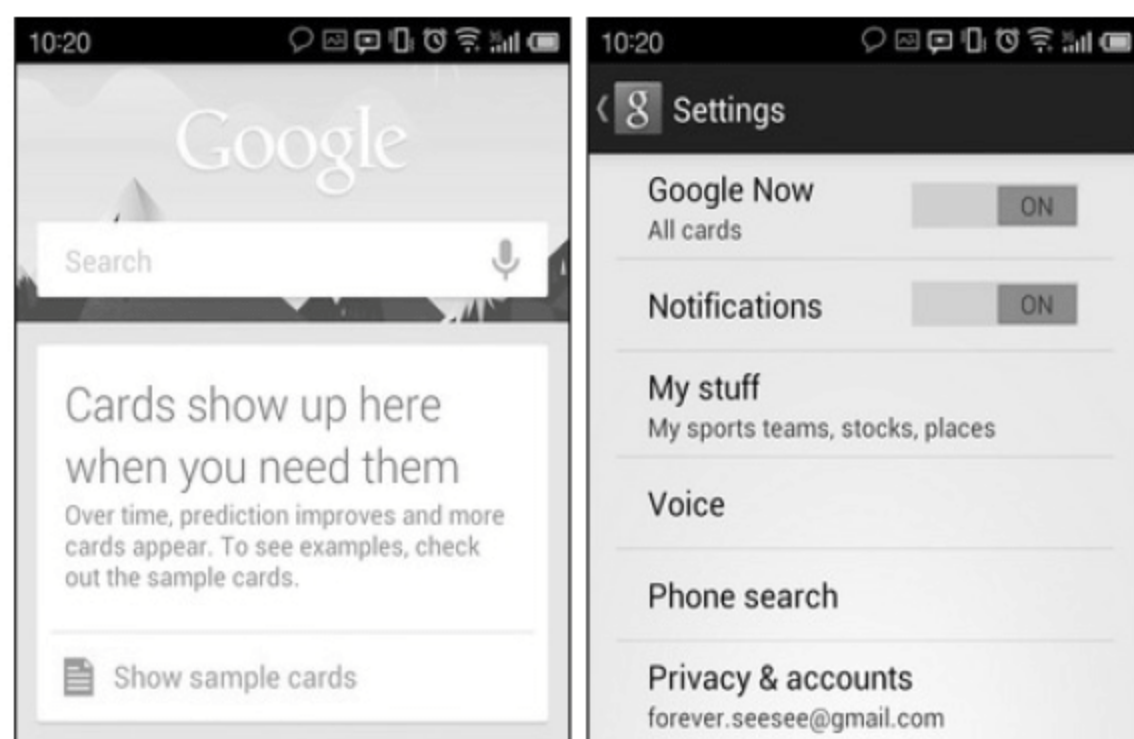 10:20
Google
Search
Cards show up here
when you need them
Over time, prediction improves and more
cards appear. To see examples, check
out the sample cards.
Show sample cards
10:20
8 Settings
Google Now
All cards
ON
Notifications
ON
My stuff
My sports teams, stocks, places
Voice
Phone search
Privacy & accounts
forever.seesee@gmail.com